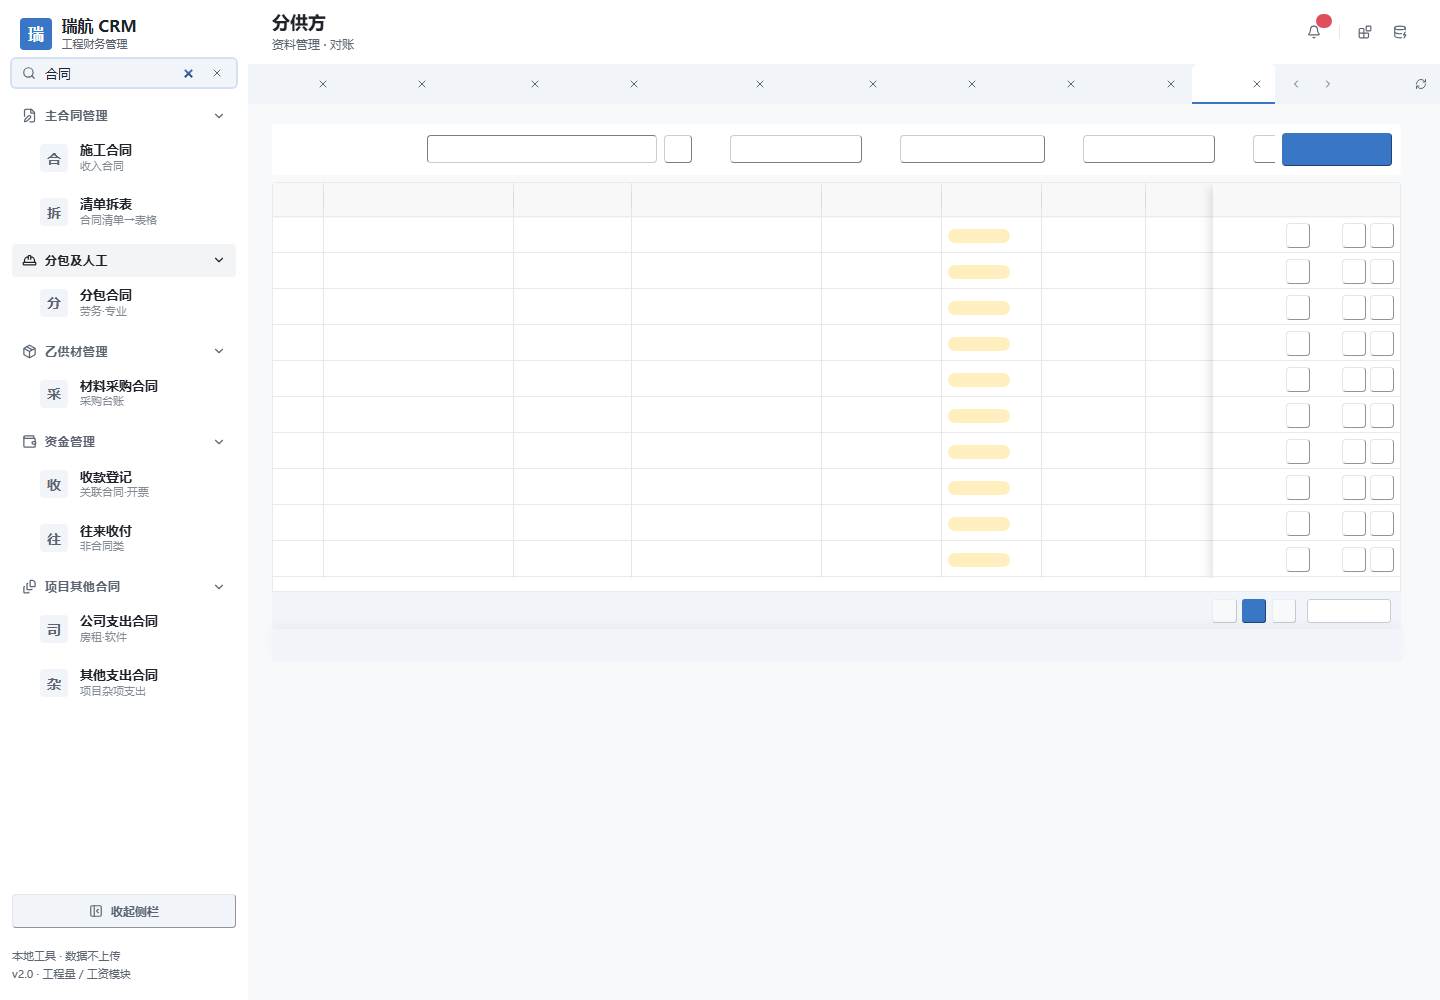 瑞
瑞航 CRM
工程财务管理
合同
主合同管理
合
施工合同
收入合同
拆
清单拆表
合同清单→表格
分包及人工
分
分包合同
劳务·专业
乙供材管理
采
材料采购合同
采购台账
资金管理
收
收款登记
关联合同·开票
往
往来收付
非合同类
项目其他合同
司
公司支出合同
房租·软件
杂
其他支出合同
项目杂项支出
收起侧栏
本地工具 · 数据不上传
v2.0 · 工程量 / 工资模块
分供方
资料管理 · 对账